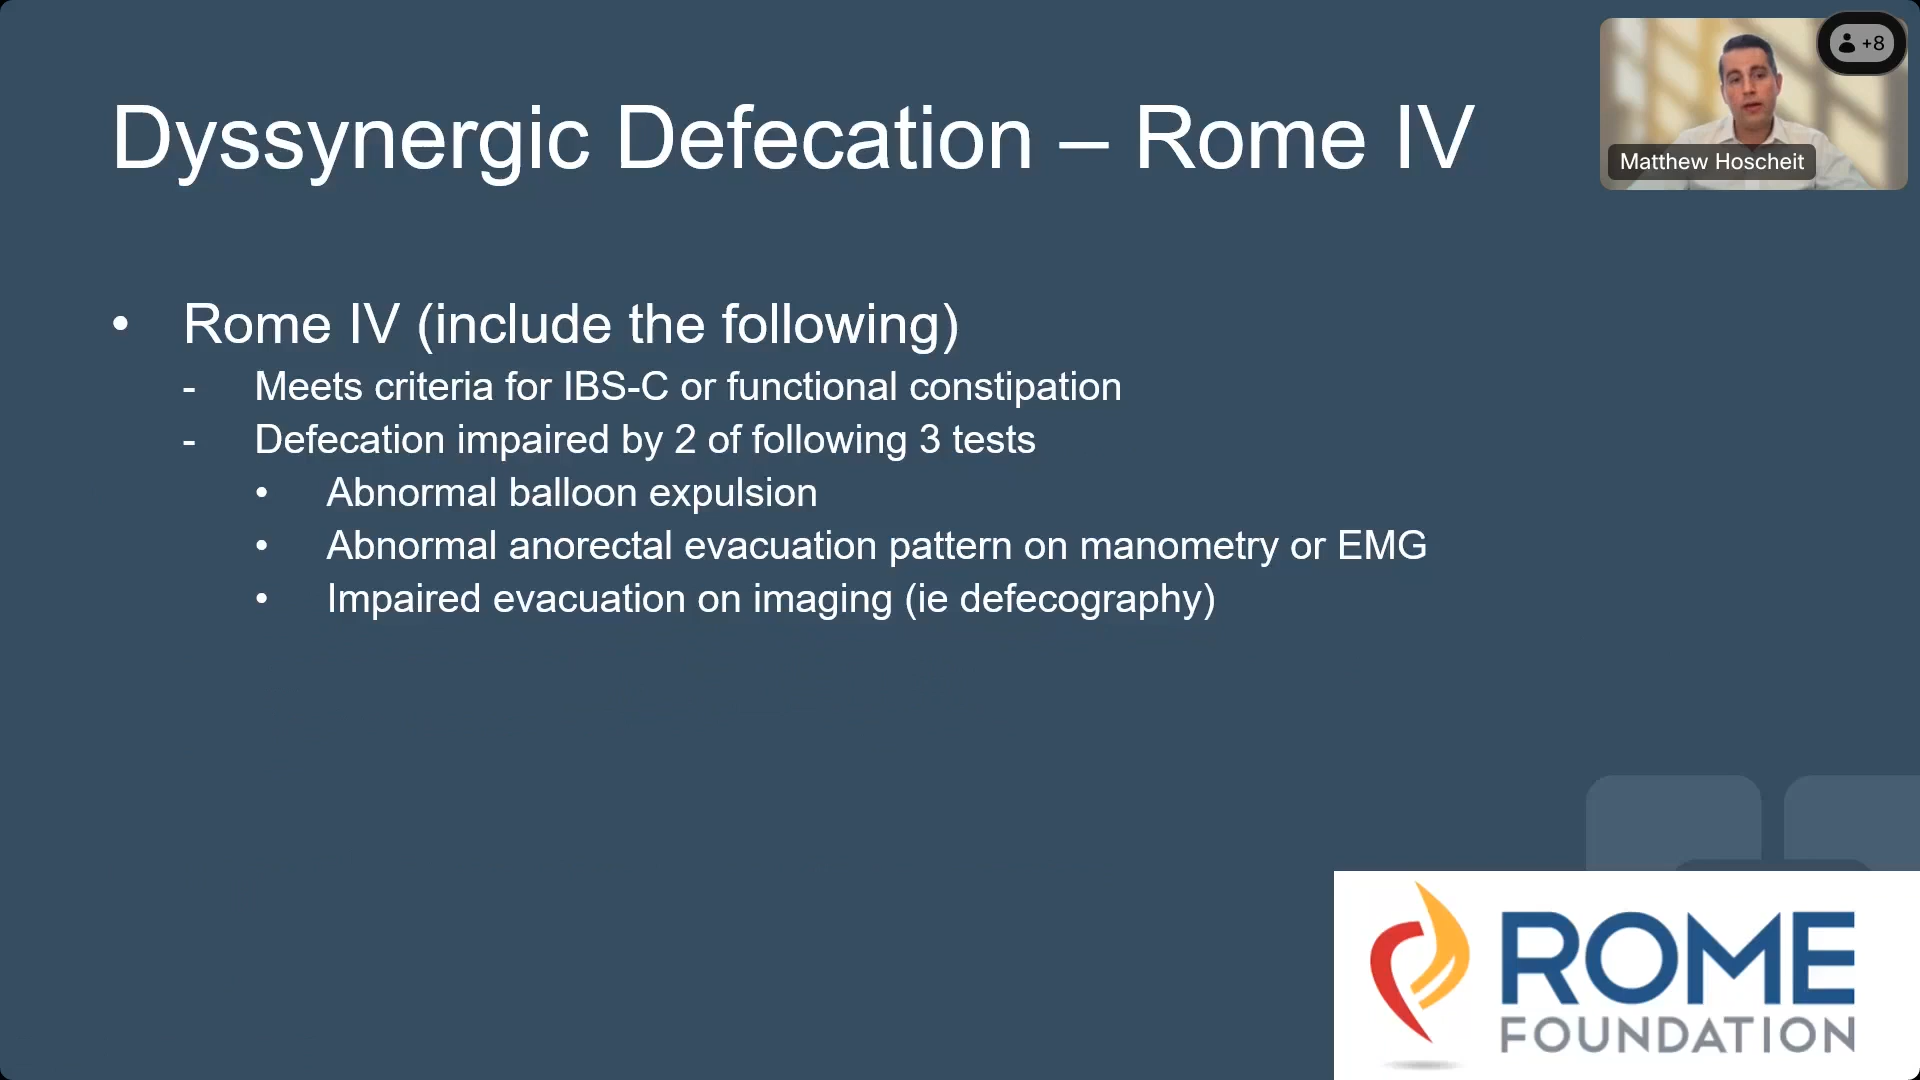 Dyssynergic Defecation – Rome IV
+8
Matthew Hoscheit
• Rome IV (include the following)
- Meets criteria for IBS-C or functional constipation
- Defecation impaired by 2 of following 3 tests
• Abnormal balloon expulsion
• Abnormal anorectal evacuation pattern on manometry or EMG
• Impaired evacuation on imaging (ie defecography)
ROME
FOUNDATION